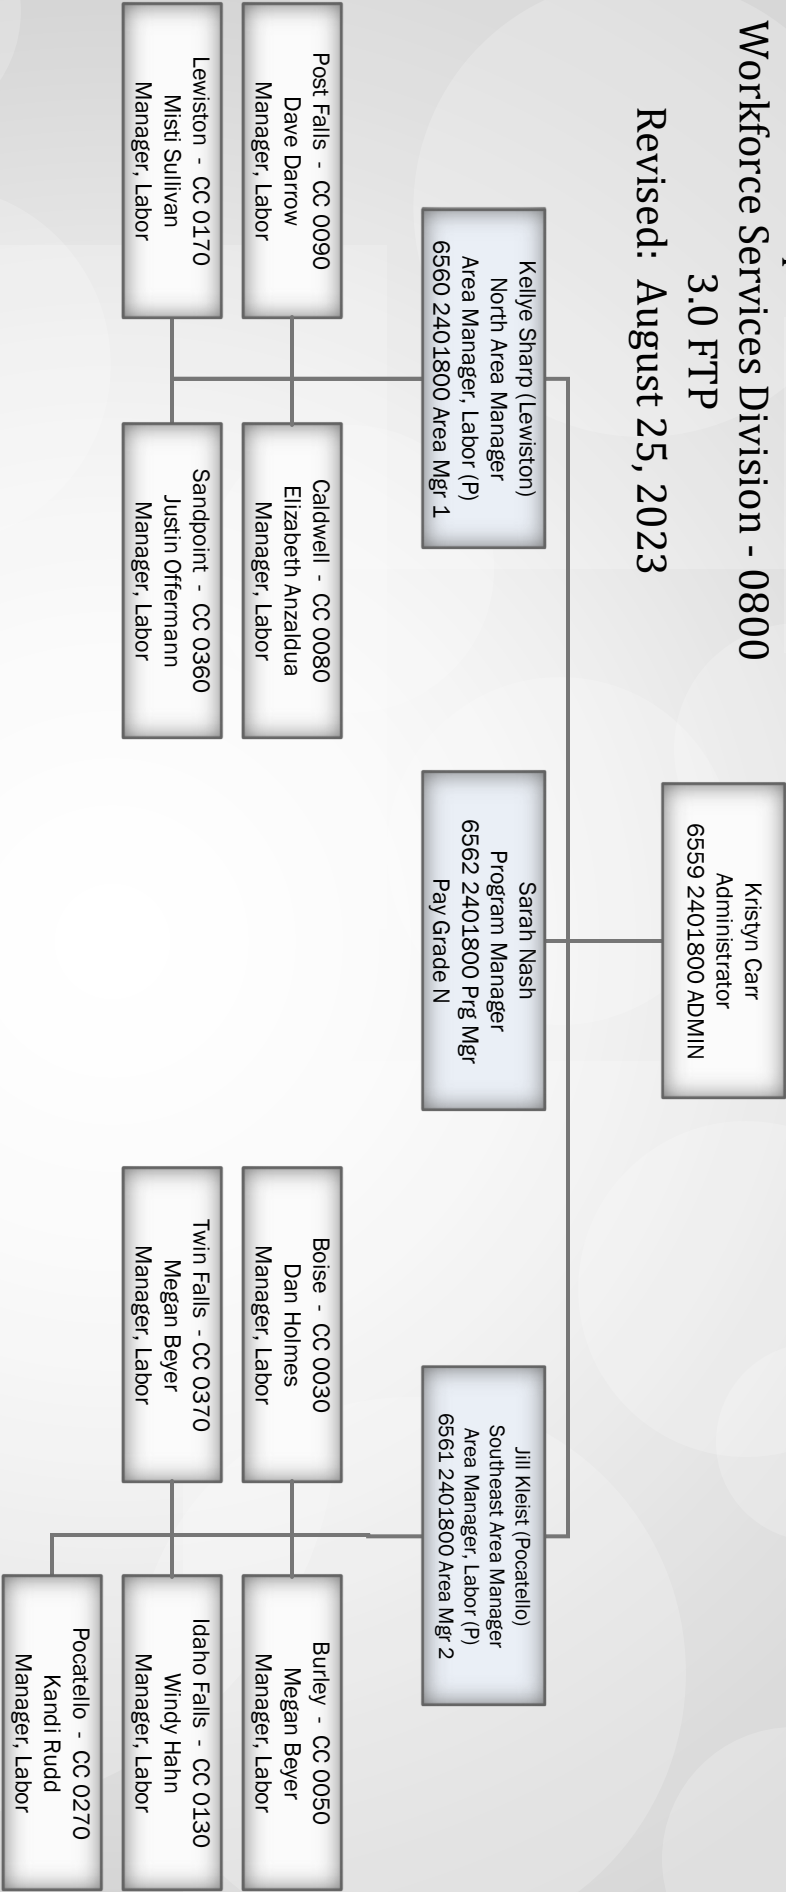 Workforce Services Division - 0800
3.0 FTP
Revised: August 25, 2023
Kristyn Carr
Administrator
6559 2401800 ADMIN
Kellye Sharp (Lewiston)
North Area Manager
Area Manager, Labor (P)
6560 2401800 Area Mgr 1
Sarah Nash
Program Manager
6562 2401800 Prg Mgr
Pay Grade N
Jill Kleist (Pocatello)
Southeast Area Manager
Area Manager, Labor (P)
6561 2401800 Area Mgr 2
Post Falls - CC 0090
Dave Darrow
Manager, Labor
Caldwell - CC 0080
Elizabeth Anzaldua
Manager, Labor
Boise - CC 0030
Dan Holmes
Manager, Labor
Burley - CC 0050
Megan Beyer
Manager, Labor
Lewiston - CC 0170
Misti Sullivan
Manager, Labor
Sandpoint - CC 0360
Justin Offermann
Manager, Labor
Twin Falls - CC 0370
Megan Beyer
Manager, Labor
Idaho Falls - CC 0130
Windy Hahn
Manager, Labor
Pocatello - CC 0270
Kandi Rudd
Manager, Labor